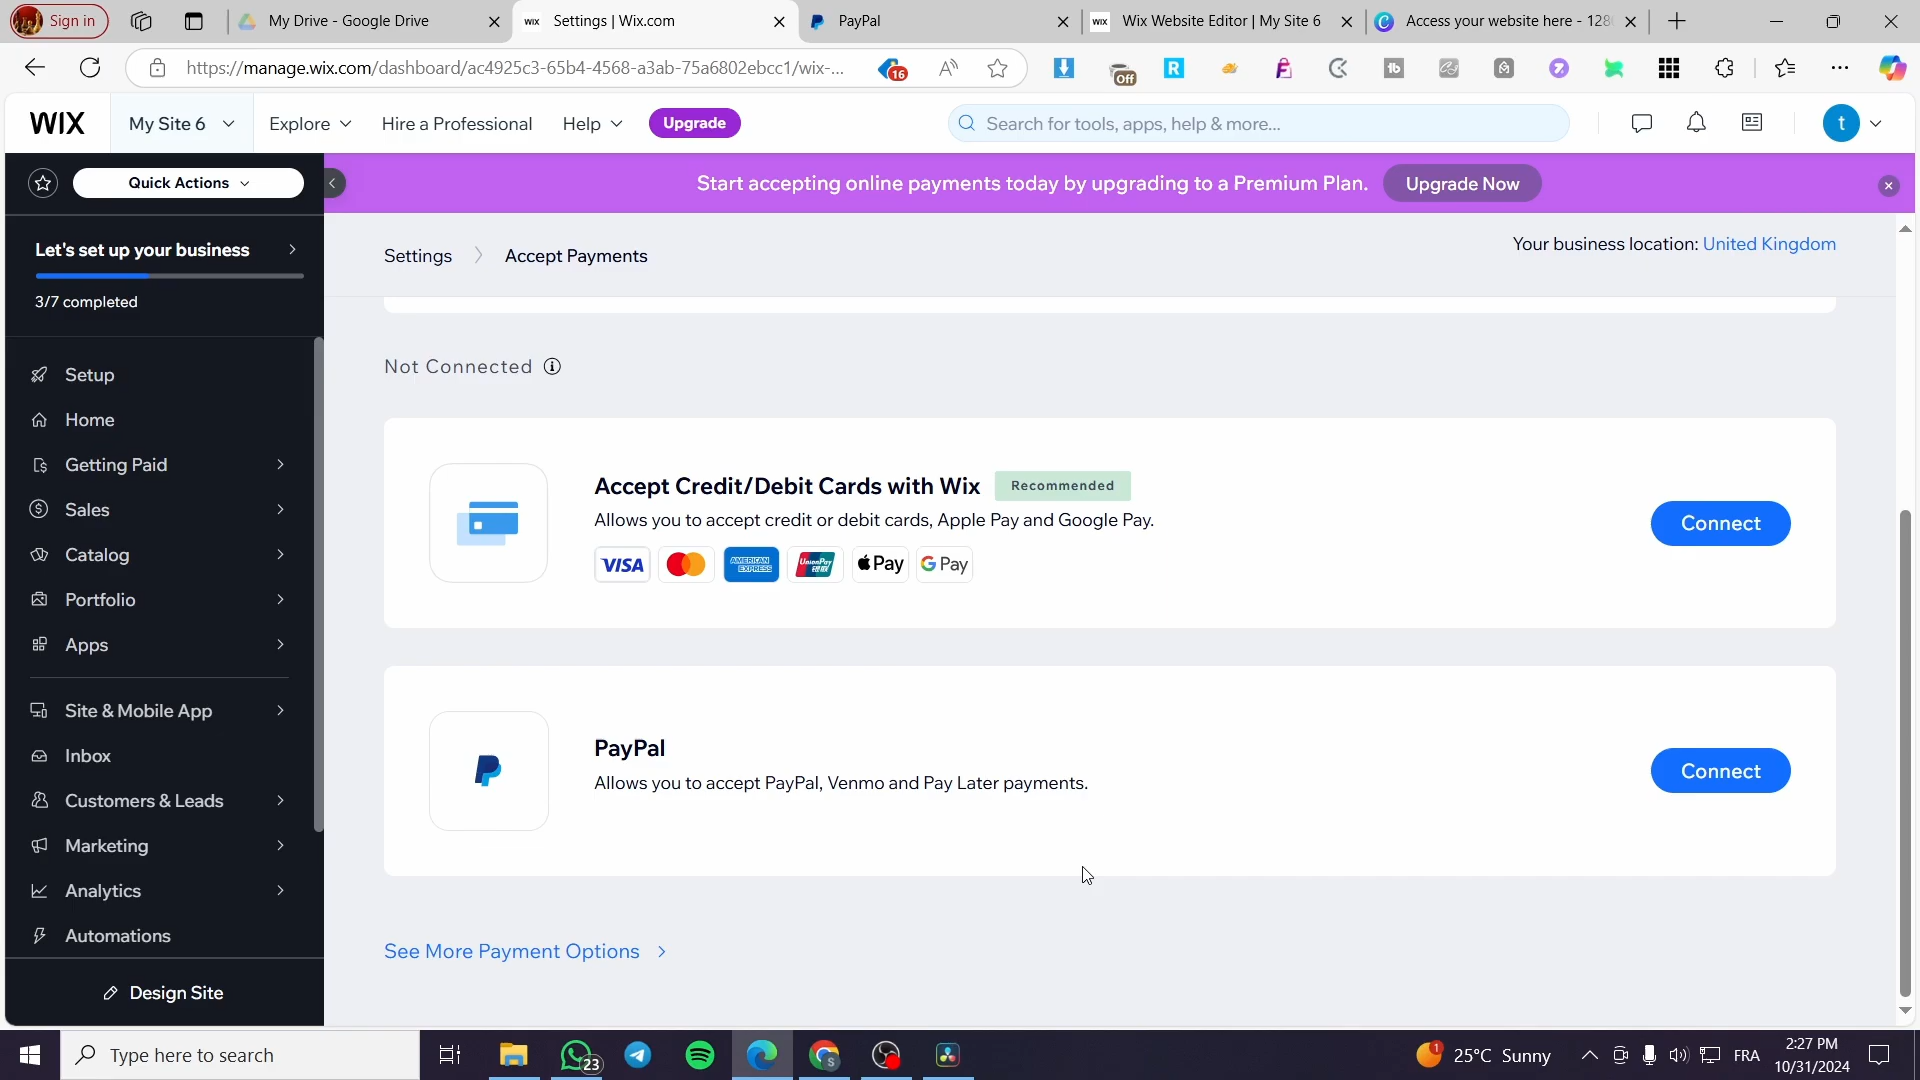 Sign in
My Drive - Google Drive
WIX
Settings | Wix.com
PayPal
WIX
Wix Website Editor | My Site 6
Access your website here - 128
https://manage.wix.com/dashboard/ac4925c3-65b4-4568-a3ab-75a6802ebcc1/wix-...
16
Off
WIX
My Site 6
Explore
Hire a Professional
Help
Upgrade
Search for tools, apps, help & more...
t
Quick Actions
Start accepting online payments today by upgrading to a Premium Plan.
Upgrade Now
Let's set up your business
3/7 completed
Settings
Accept Payments
Your business location: United Kingdom
Setup
Home
Getting Paid
Sales
Catalog
Portfolio
Apps
Site & Mobile App
Inbox
Customers & Leads
Marketing
Analytics
Automations
Design Site
Not Connected
Accept Credit/Debit Cards with Wix
Recommended
Allows you to accept credit or debit cards, Apple Pay and Google Pay.
VISA
AMERICAN EXPRESS
UnionPay
Pay
G Pay
Connect
PayPal
Allows you to accept PayPal, Venmo and Pay Later payments.
Connect
See More Payment Options
Type here to search
23
1
25°C Sunny
FRA
2:27 PM
10/31/2024